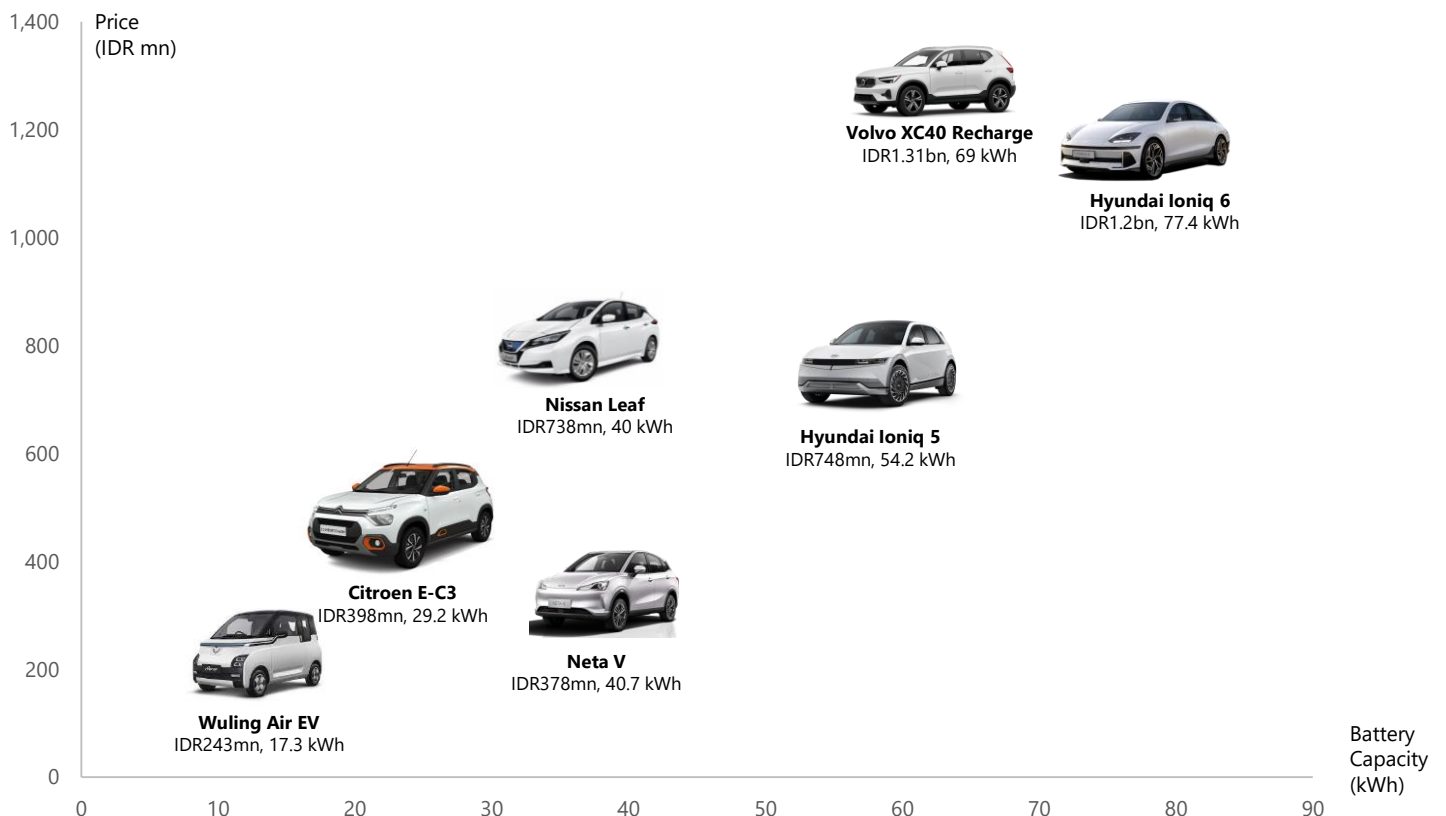 1,400
Price
(IDR mn)
1,200
1,000
800
600
400
200
0
Volvo XC40 Recharge
IDR1.31bn, 69 kWh
Hyundai Ioniq 6
IDR1.2bn, 77.4 kWh
Nissan Leaf
IDR738mn, 40 kWh
Hyundai Ioniq 5
IDR748mn, 54.2 kWh
Citroen E-C3
IDR398mn, 29.2 kWh
Neta V
IDR378mn, 40.7 kWh
Wuling Air EV
IDR243mn, 17.3 kWh
Battery
Capacity
(kWh)
0 10 20 30 40 50 60 70 80 90